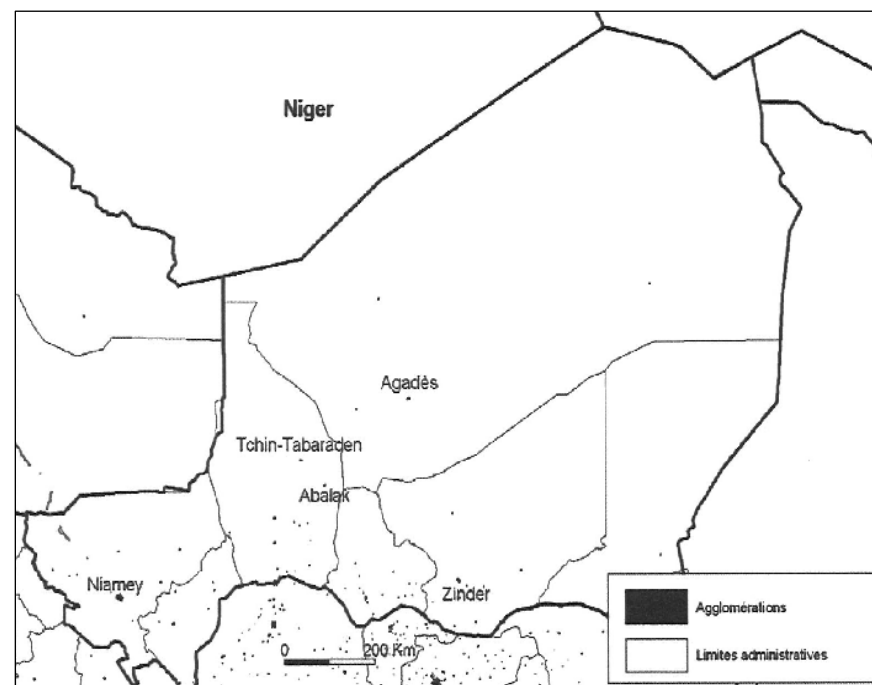 Niger
Agadès
Tchin-Tabaraden
Abalak
Niamey
Zinder
0 200 Km
Agglomérations
Limites administratives